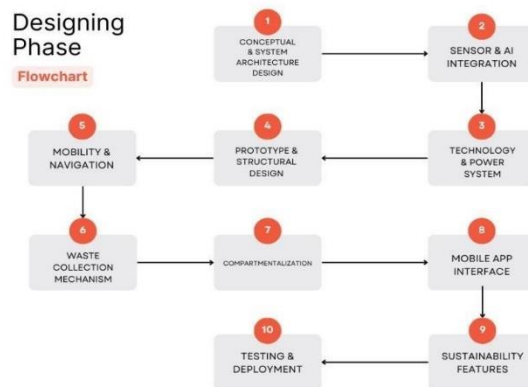 Designing
Phase
Flowchart
1
CONCEPTUAL
& SYSTEM
ARCHITECTURE
DESIGN
2
SENSOR & AI
INTEGRATION
3
TECHNOLOGY
& POWER
SYSTEM
4
PROTOTYPE &
STRUCTURAL
DESIGN
5
MOBILITY &
NAVIGATION
6
WASTE
COLLECTION
MECHANISM
7
COMPARTMENTALIZATION
8
MOBILE APP
INTERFACE
9
SUSTAINABILITY
FEATURES
10
TESTING &
DEPLOYMENT